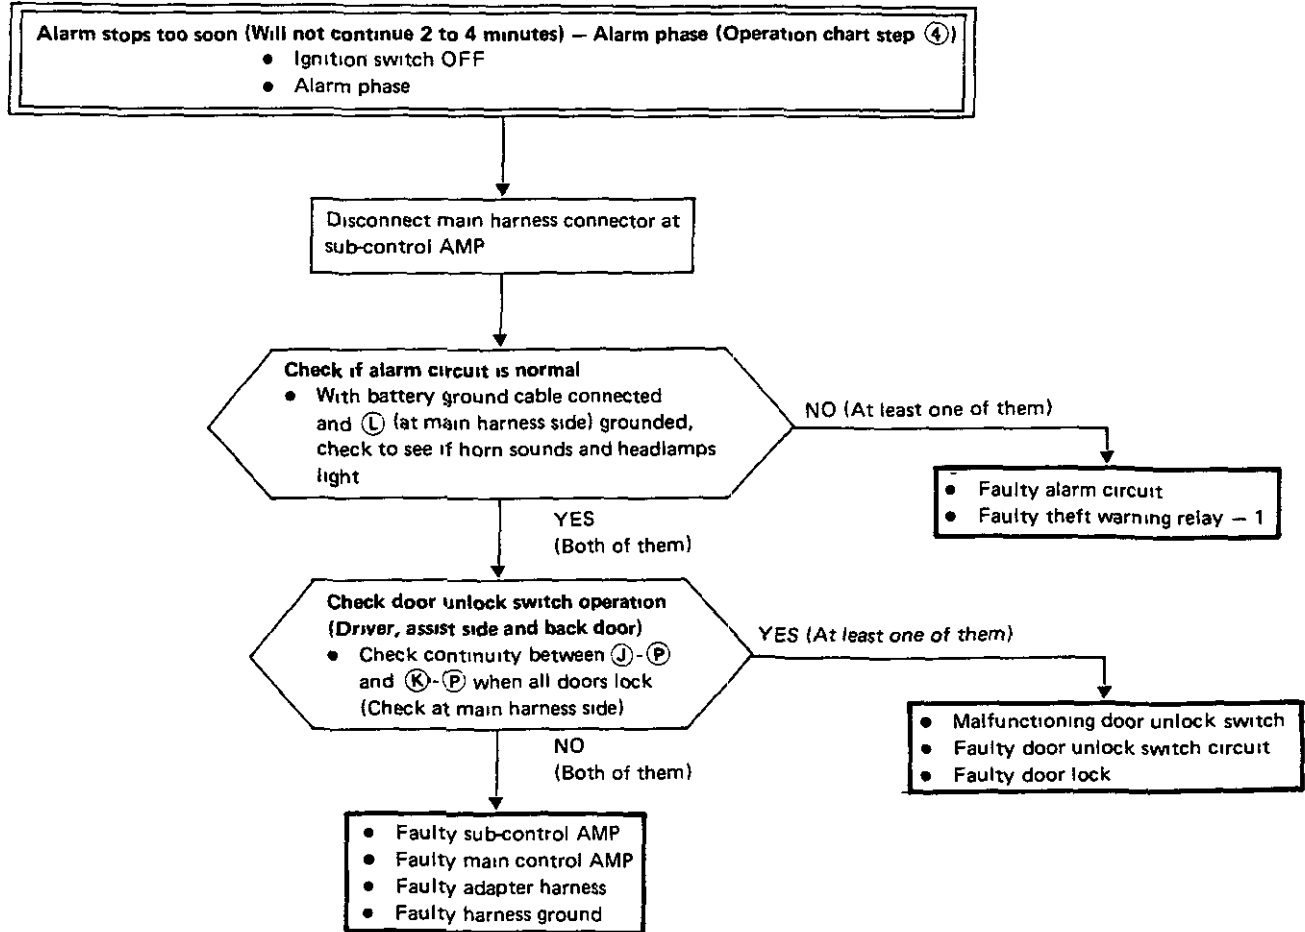 Alarm stops too soon (Will not continue 2 to 4 minutes) — Alarm phase (Operation chart step ④)
● Ignition switch OFF
● Alarm phase
Disconnect main harness connector at
sub-control AMP
Check if alarm circuit is normal
● With battery ground cable connected
and Ⓛ (at main harness side) grounded,
check to see if horn sounds and headlamps
light
NO (At least one of them)
● Faulty alarm circuit
● Faulty theft warning relay — 1
YES
(Both of them)
Check door unlock switch operation
(Driver, assist side and back door)
● Check continuity between Ⓙ-Ⓟ
and Ⓚ-Ⓟ when all doors lock
(Check at main harness side)
YES (At least one of them)
● Malfunctioning door unlock switch
● Faulty door unlock switch circuit
● Faulty door lock
NO
(Both of them)
● Faulty sub-control AMP
● Faulty main control AMP
● Faulty adapter harness
● Faulty harness ground